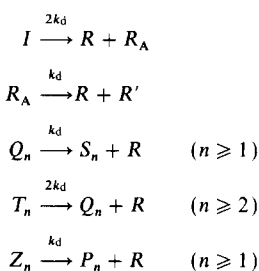 I —2k_d→ R + R_A
R_A —k_d→ R + R′
Q_n —k_d→ S_n + R (n ⩾ 1)
T_n —2k_d→ Q_n + R (n ⩾ 2)
Z_n —k_d→ P_n + R (n ⩾ 1)